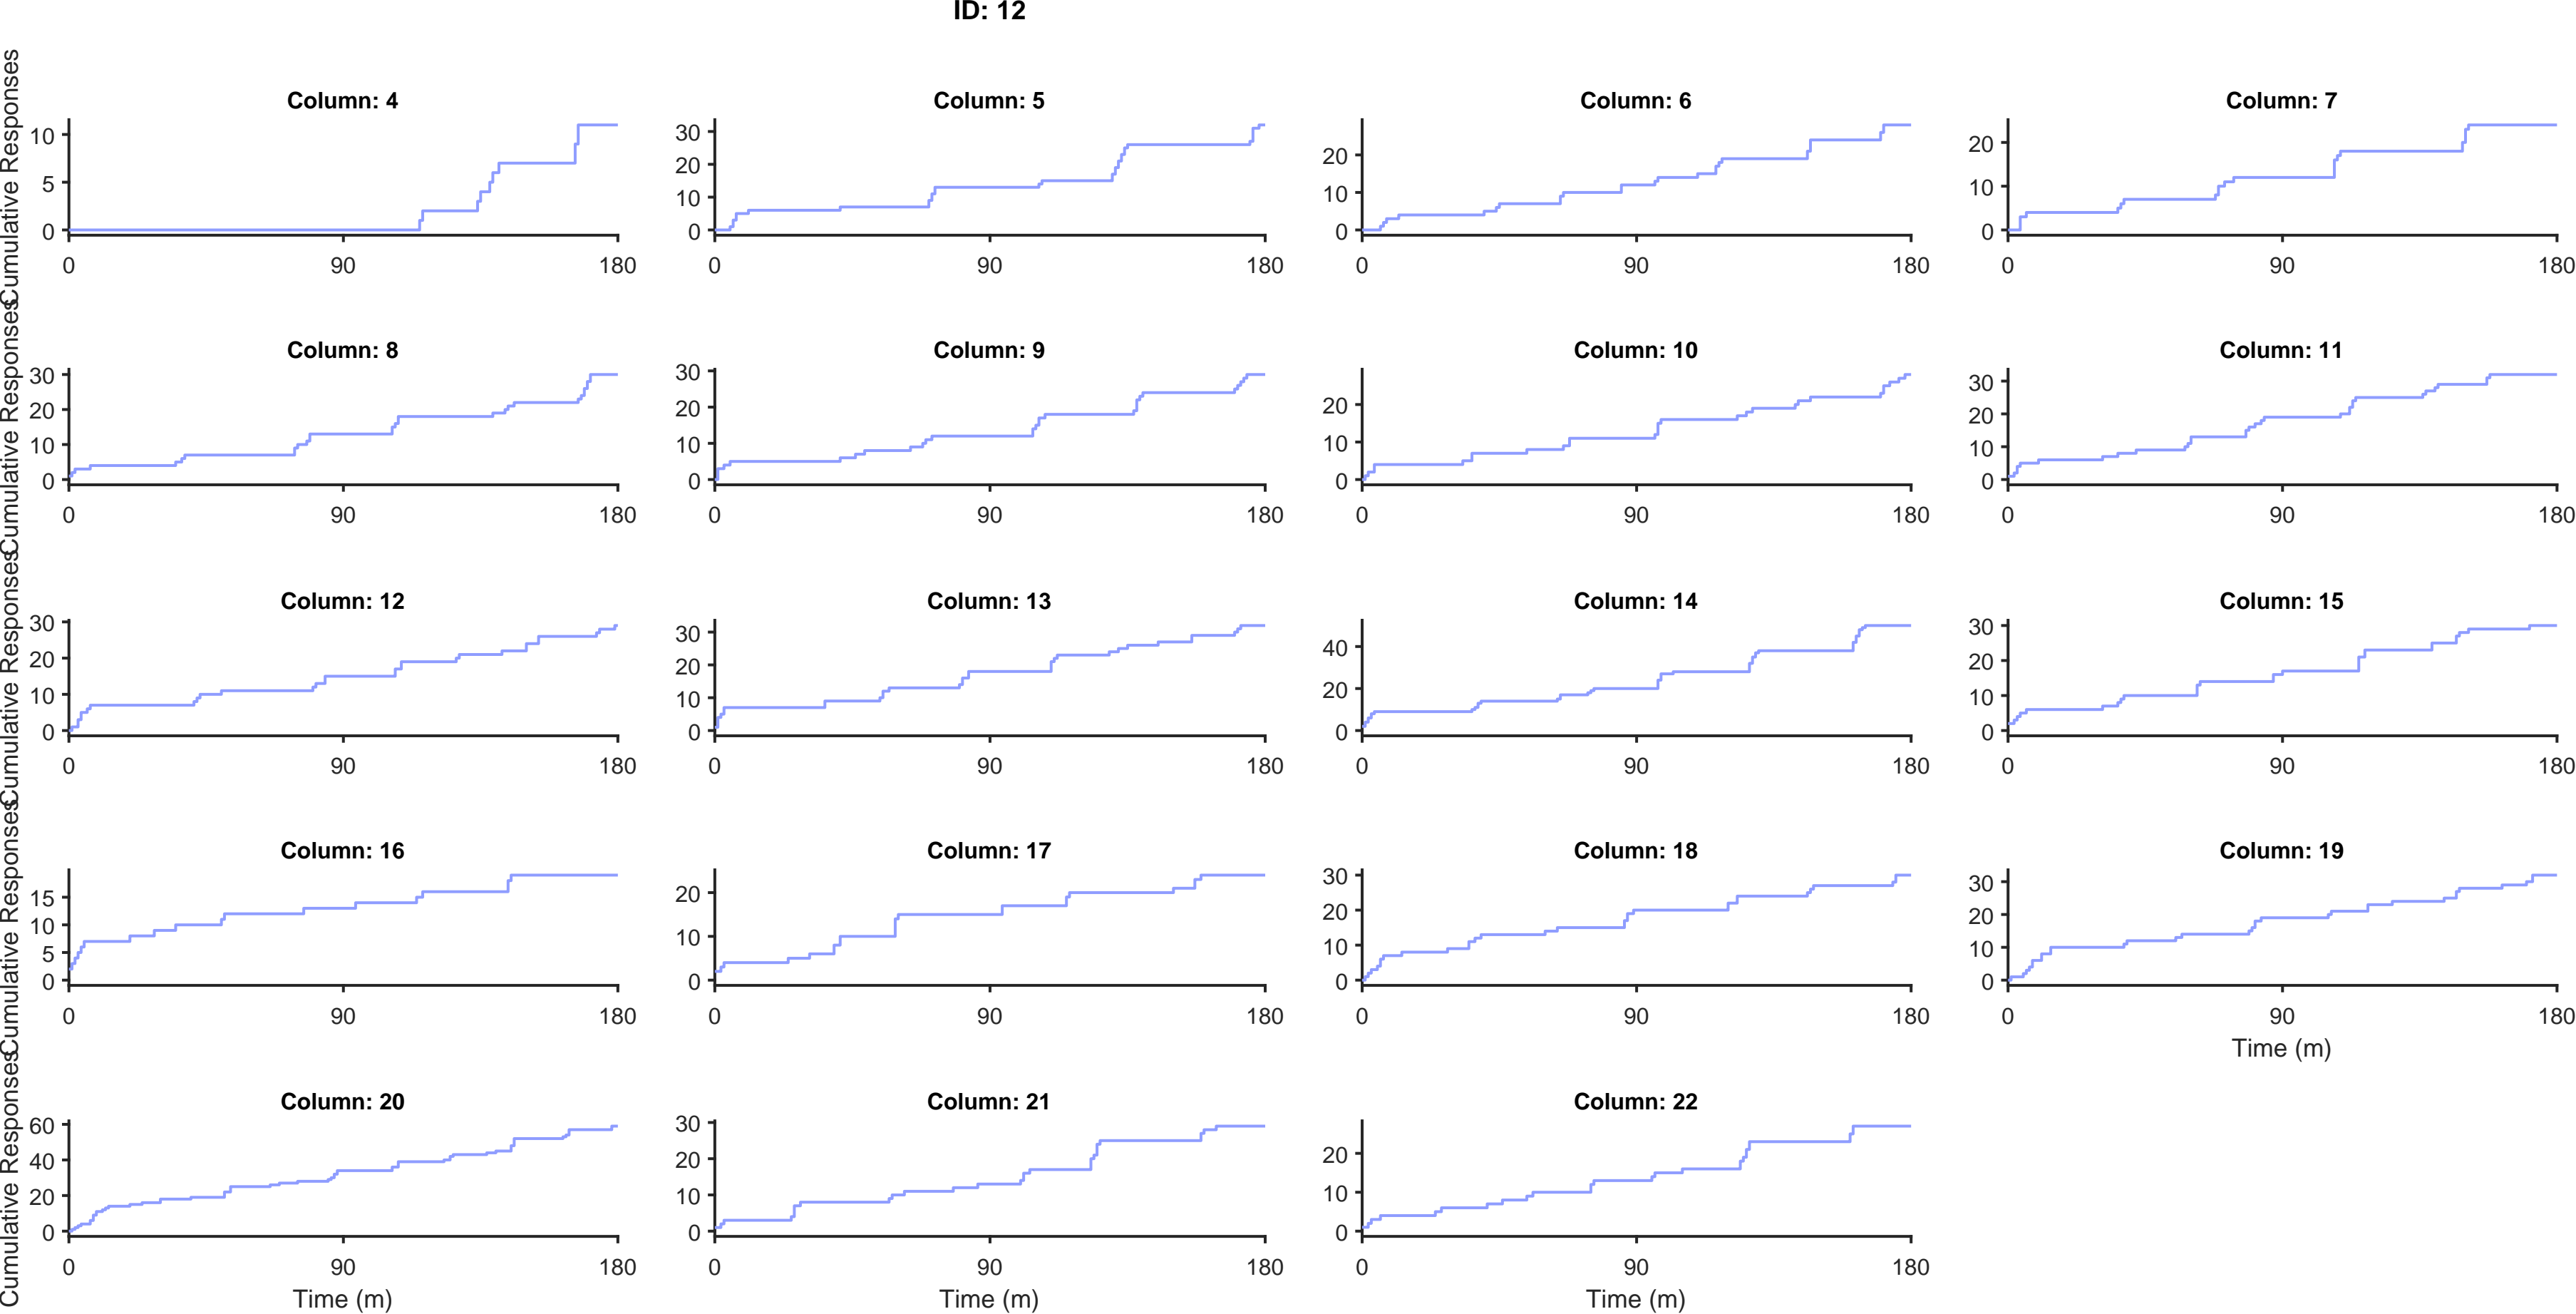 ID: 12
Cumulative Responses
Column: 4
10
5
0
0 90 180
Column: 5
30
20
10
0
0 90 180
Column: 6
20
10
0
0 90 180
Column: 7
20
10
0
0 90 180
Cumulative Responses
Column: 8
30
20
10
0
0 90 180
Column: 9
30
20
10
0
0 90 180
Column: 10
20
10
0
0 90 180
Column: 11
30
20
10
0
0 90 180
Cumulative Responses
Column: 12
30
20
10
0
0 90 180
Column: 13
30
20
10
0
0 90 180
Column: 14
40
20
0
0 90 180
Column: 15
30
20
10
0
0 90 180
Cumulative Responses
Column: 16
15
10
5
0
0 90 180
Column: 17
20
10
0
0 90 180
Column: 18
30
20
10
0
0 90 180
Column: 19
30
20
10
0
0 90 180
Time (m)
Cumulative Responses
Column: 20
60
40
20
0
0 90 180
Time (m)
Column: 21
30
20
10
0
0 90 180
Time (m)
Column: 22
20
10
0
0 90 180
Time (m)